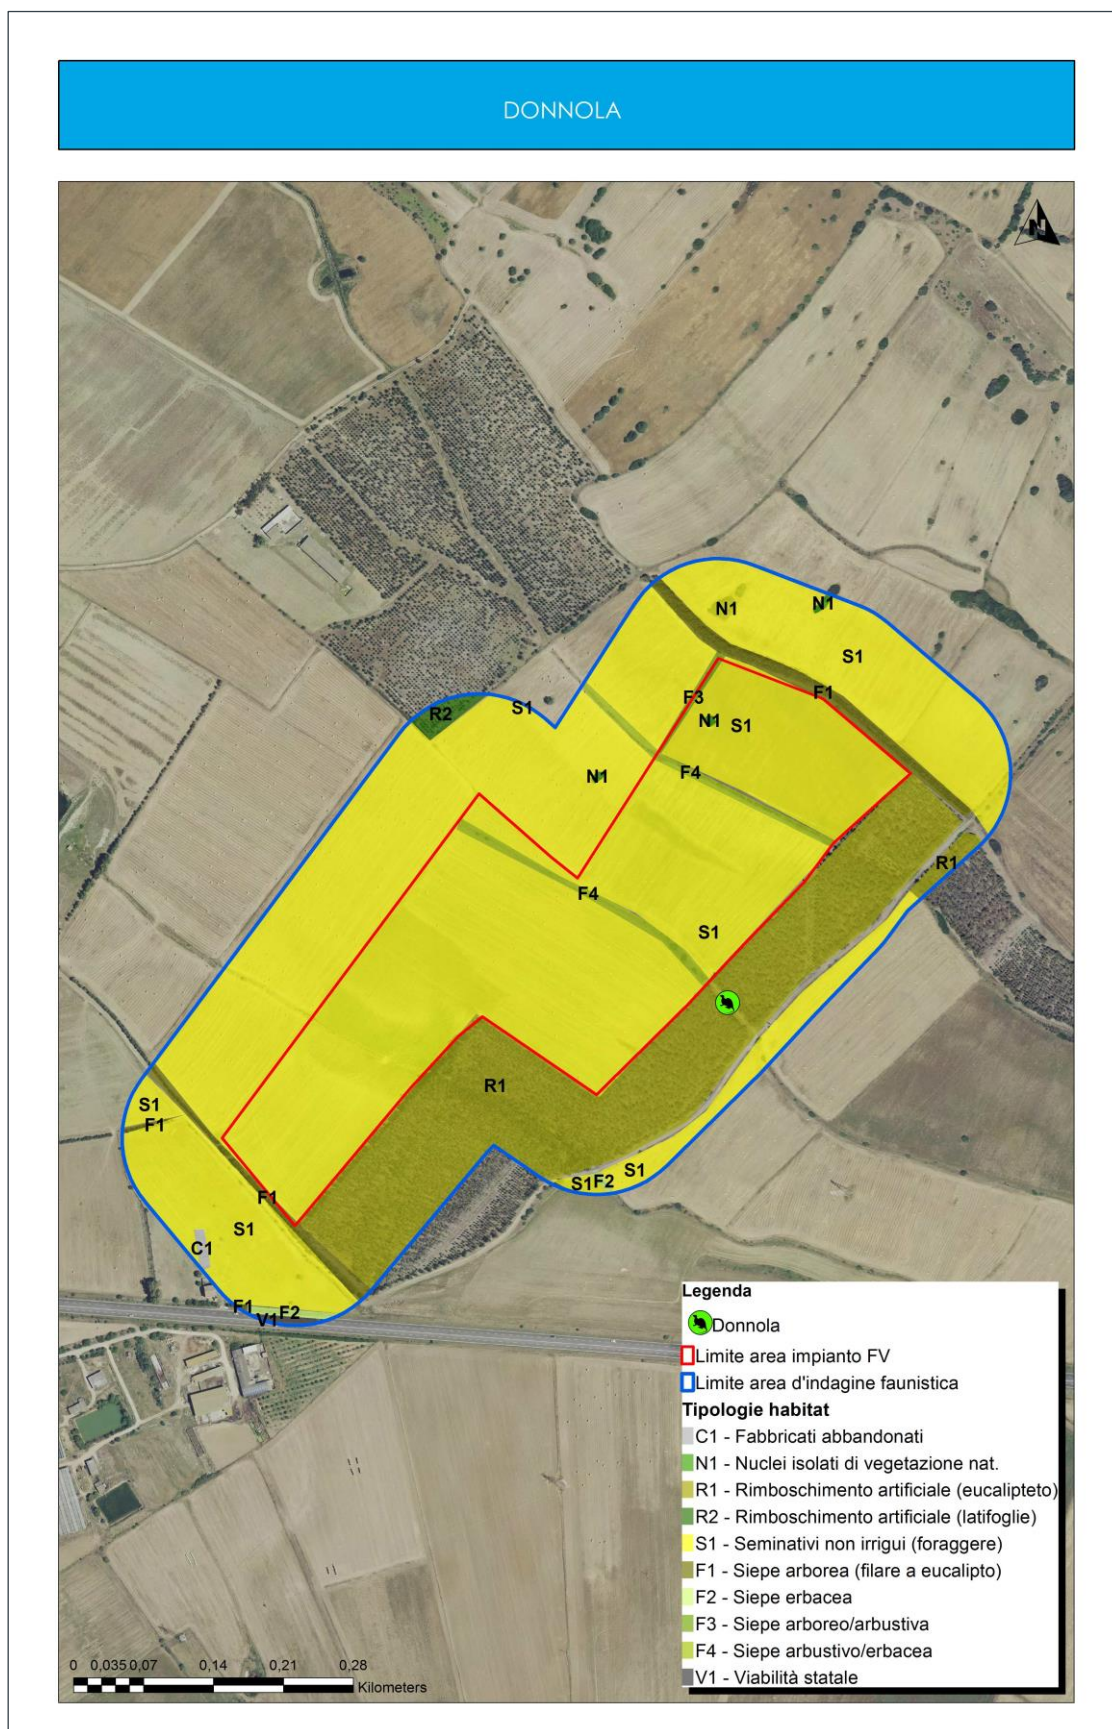 DONNOLA
N
N1
N1
S1
F3
F1
R2
S1
N1
S1
N1
F4
F4
R1
S1
R1
S1
F1
S1
S1
F2
F1
S1
C1
F1
F2
V1
Legenda
Donnola
Limite area impianto FV
Limite area d'indagine faunistica
Tipologie habitat
C1 - Fabbricati abbandonati
N1 - Nuclei isolati di vegetazione nat.
R1 - Rimboschimento artificiale (eucalipteto)
R2 - Rimboschimento artificiale (latifoglie)
S1 - Seminativi non irrigui (foraggere)
F1 - Siepe arborea (filare a eucalipto)
F2 - Siepe erbacea
F3 - Siepe arboreo/arbustiva
F4 - Siepe arbustivo/erbacea
V1 - Viabilità statale
0 0,035 0,07 0,14 0,21 0,28
Kilometers